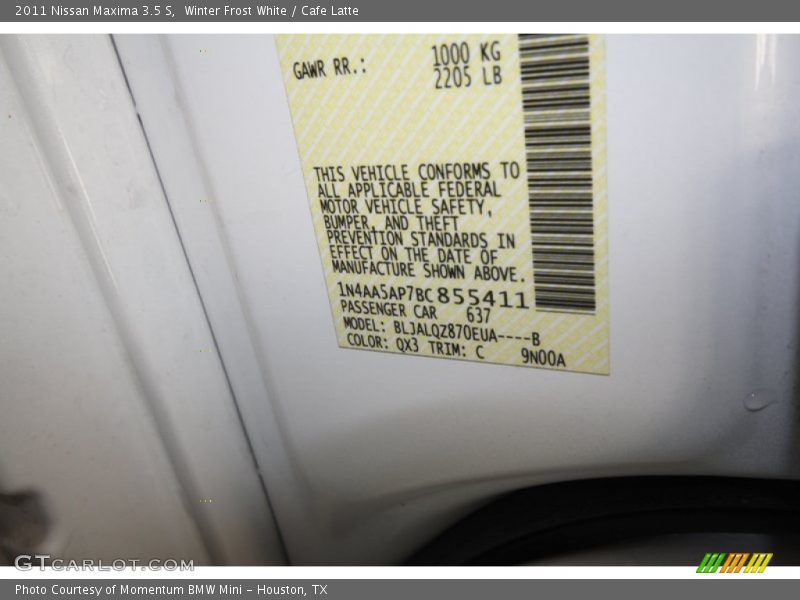 2011 Nissan Maxima 3.5 S,  Winter Frost White / Cafe Latte
GAWR RR.: 1000 KG
2205 LB
THIS VEHICLE CONFORMS TO
ALL APPLICABLE FEDERAL
MOTOR VEHICLE SAFETY,
BUMPER, AND THEFT
PREVENTION STANDARDS IN
EFFECT ON THE DATE OF
MANUFACTURE SHOWN ABOVE.
1N4AA5AP7BC855411
PASSENGER CAR 637
MODEL: BLJALQZ870EUA----B
COLOR: QX3 TRIM: C 9N00A
GTCARLOT.COM
Photo Courtesy of Momentum BMW Mini - Houston, TX